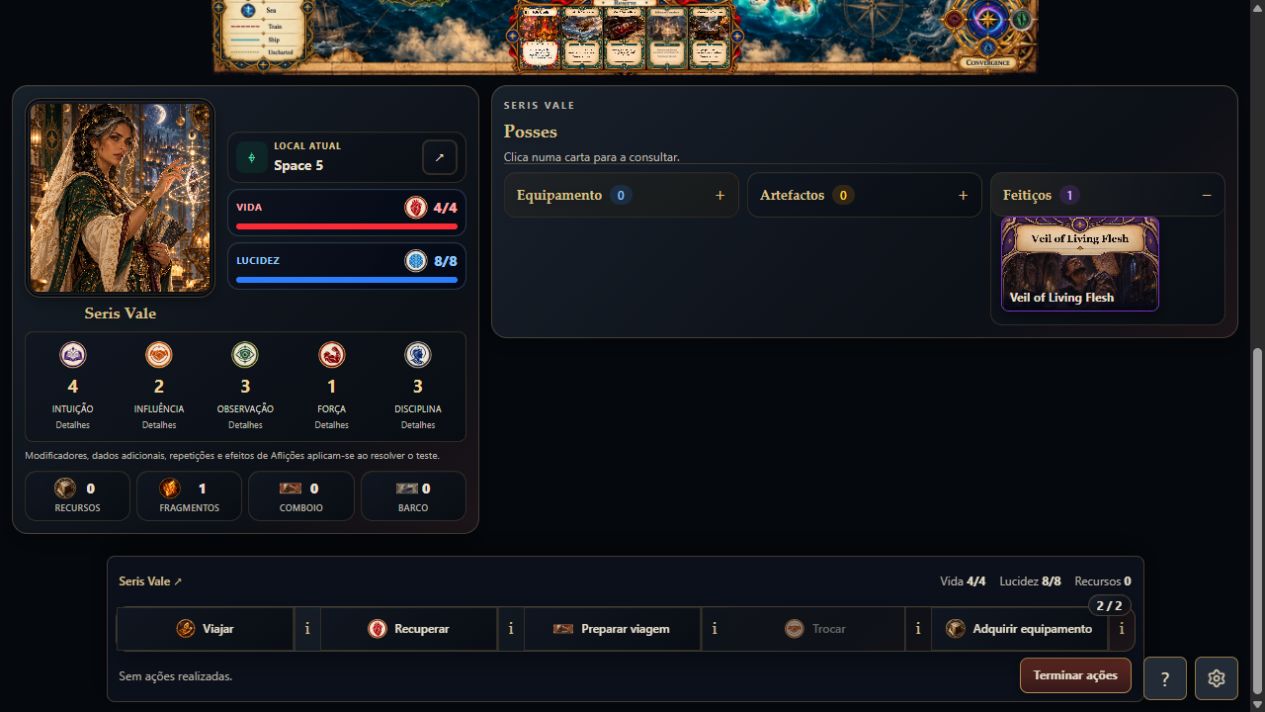 Sea
Train
Ship
Uncharted
Reserve
Convergence
Seris Vale
LOCAL ATUAL
Space 5
↗
VIDA
4/4
LUCIDEZ
8/8
4
INTUIÇÃO
Detalhes
2
INFLUÊNCIA
Detalhes
3
OBSERVAÇÃO
Detalhes
1
FORÇA
Detalhes
3
DISCIPLINA
Detalhes
Modificadores, dados adicionais, repetições e efeitos de Aflições aplicam-se ao resolver o teste.
0
RECURSOS
1
FRAGMENTOS
0
COMBOIO
0
BARCO
SERIS VALE
Posses
Clica numa carta para a consultar.
Equipamento 0 +
Artefactos 0 +
Feitiços 1 −
Veil of Living Flesh
Veil of Living Flesh
Seris Vale ↗
Vida 4/4 Lucidez 8/8 Recursos 0
2 / 2
Viajar i
Recuperar i
Preparar viagem i
Trocar i
Adquirir equipamento i
Sem ações realizadas.
Terminar ações
?